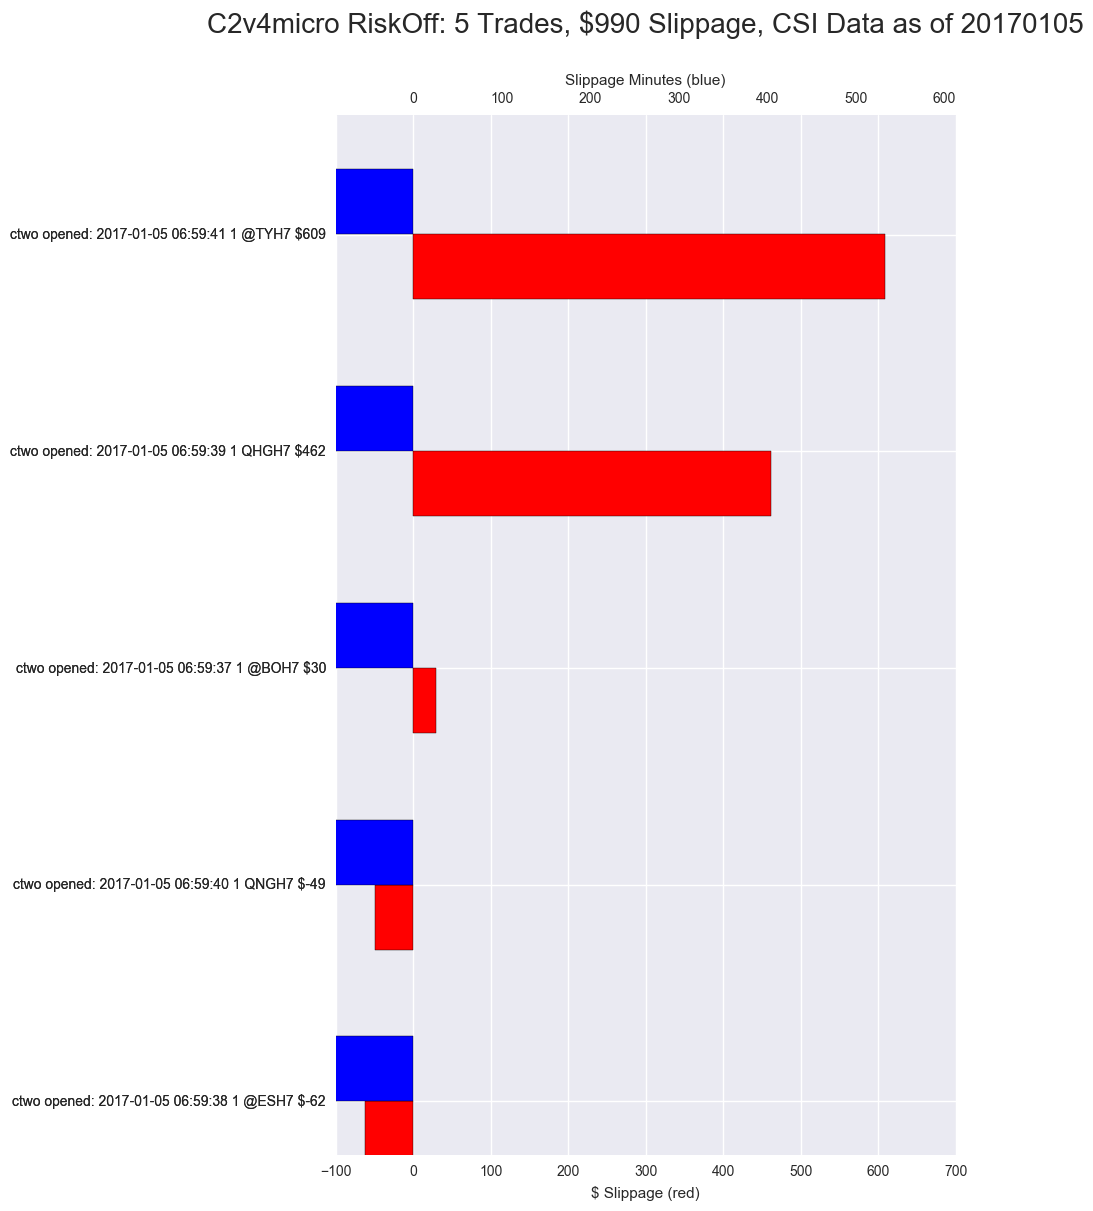 C2v4micro RiskOff: 5 Trades, $990 Slippage, CSI Data as of 20170105
Slippage Minutes (blue)
0 100 200 300 400 500 600
ctwo opened: 2017-01-05 06:59:41 1 @TYH7 $609
ctwo opened: 2017-01-05 06:59:39 1 QHGH7 $462
ctwo opened: 2017-01-05 06:59:37 1 @BOH7 $30
ctwo opened: 2017-01-05 06:59:40 1 QNGH7 $-49
ctwo opened: 2017-01-05 06:59:38 1 @ESH7 $-62
−100 0 100 200 300 400 500 600 700
$ Slippage (red)